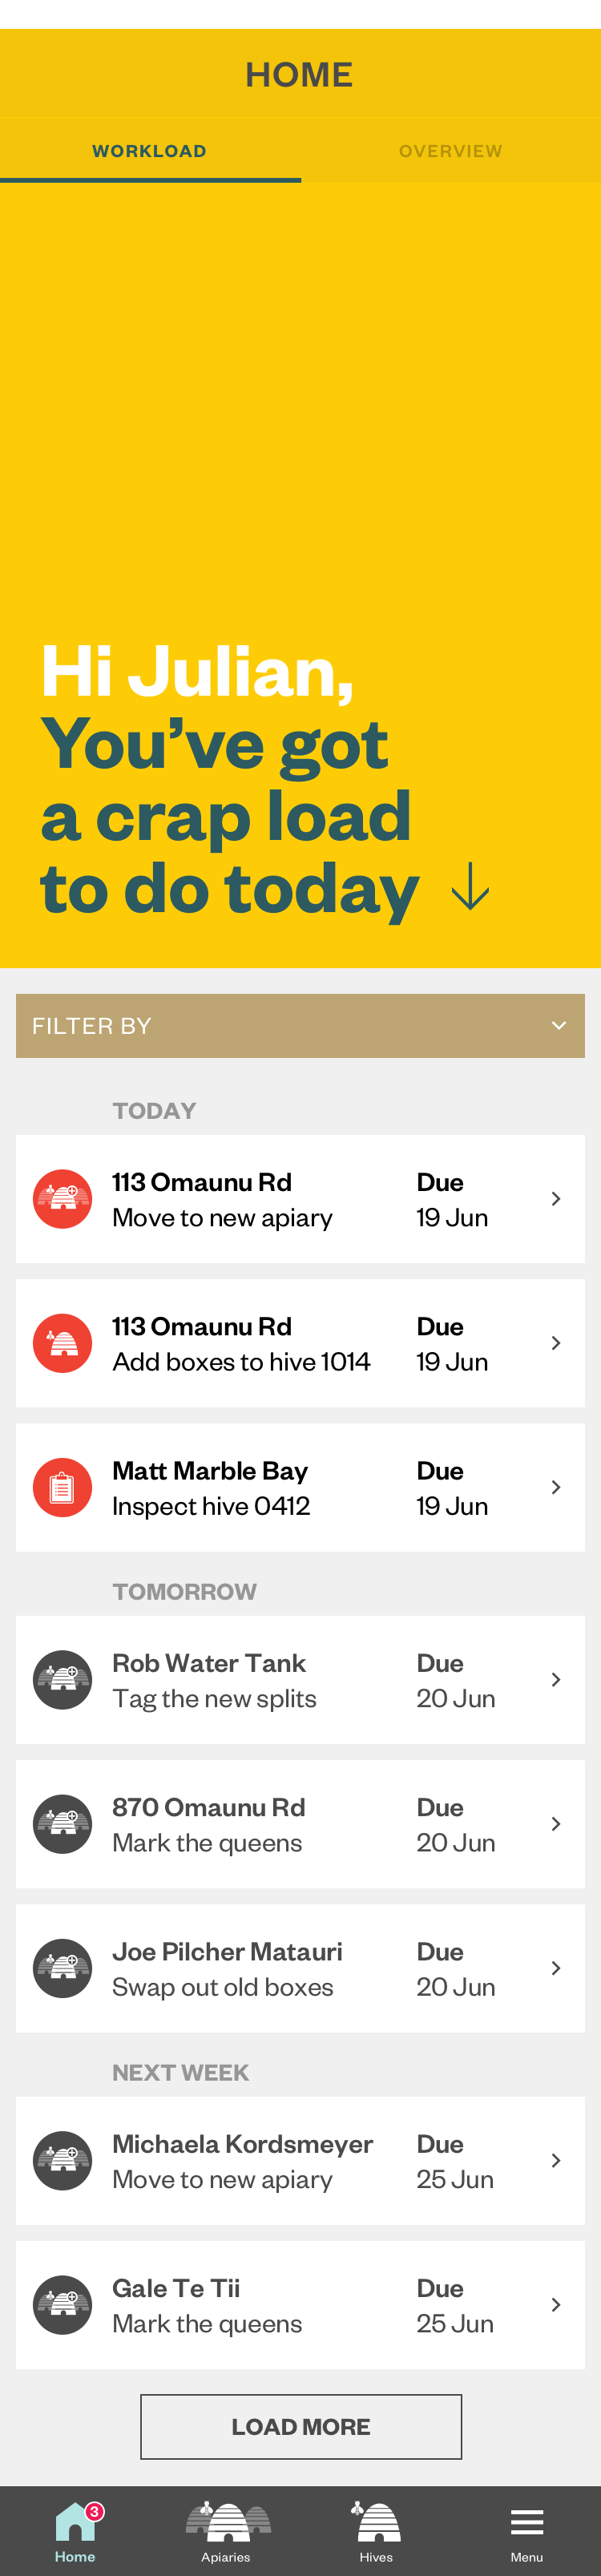 HOME
WORKLOAD
OVERVIEW
Hi Julian,
You’ve got
a crap load
to do today
FILTER BY
TODAY
113 Omaunu Rd
Due
Move to new apiary
19 Jun
113 Omaunu Rd
Due
Add boxes to hive 1014
19 Jun
Matt Marble Bay
Due
Inspect hive 0412
19 Jun
TOMORROW
Rob Water Tank
Due
Tag the new splits
20 Jun
870 Omaunu Rd
Due
Mark the queens
20 Jun
Joe Pilcher Matauri
Due
Swap out old boxes
20 Jun
NEXT WEEK
Michaela Kordsmeyer
Due
Move to new apiary
25 Jun
Gale Te Tii
Due
Mark the queens
25 Jun
LOAD MORE
3
Home
Apiaries
Hives
Menu